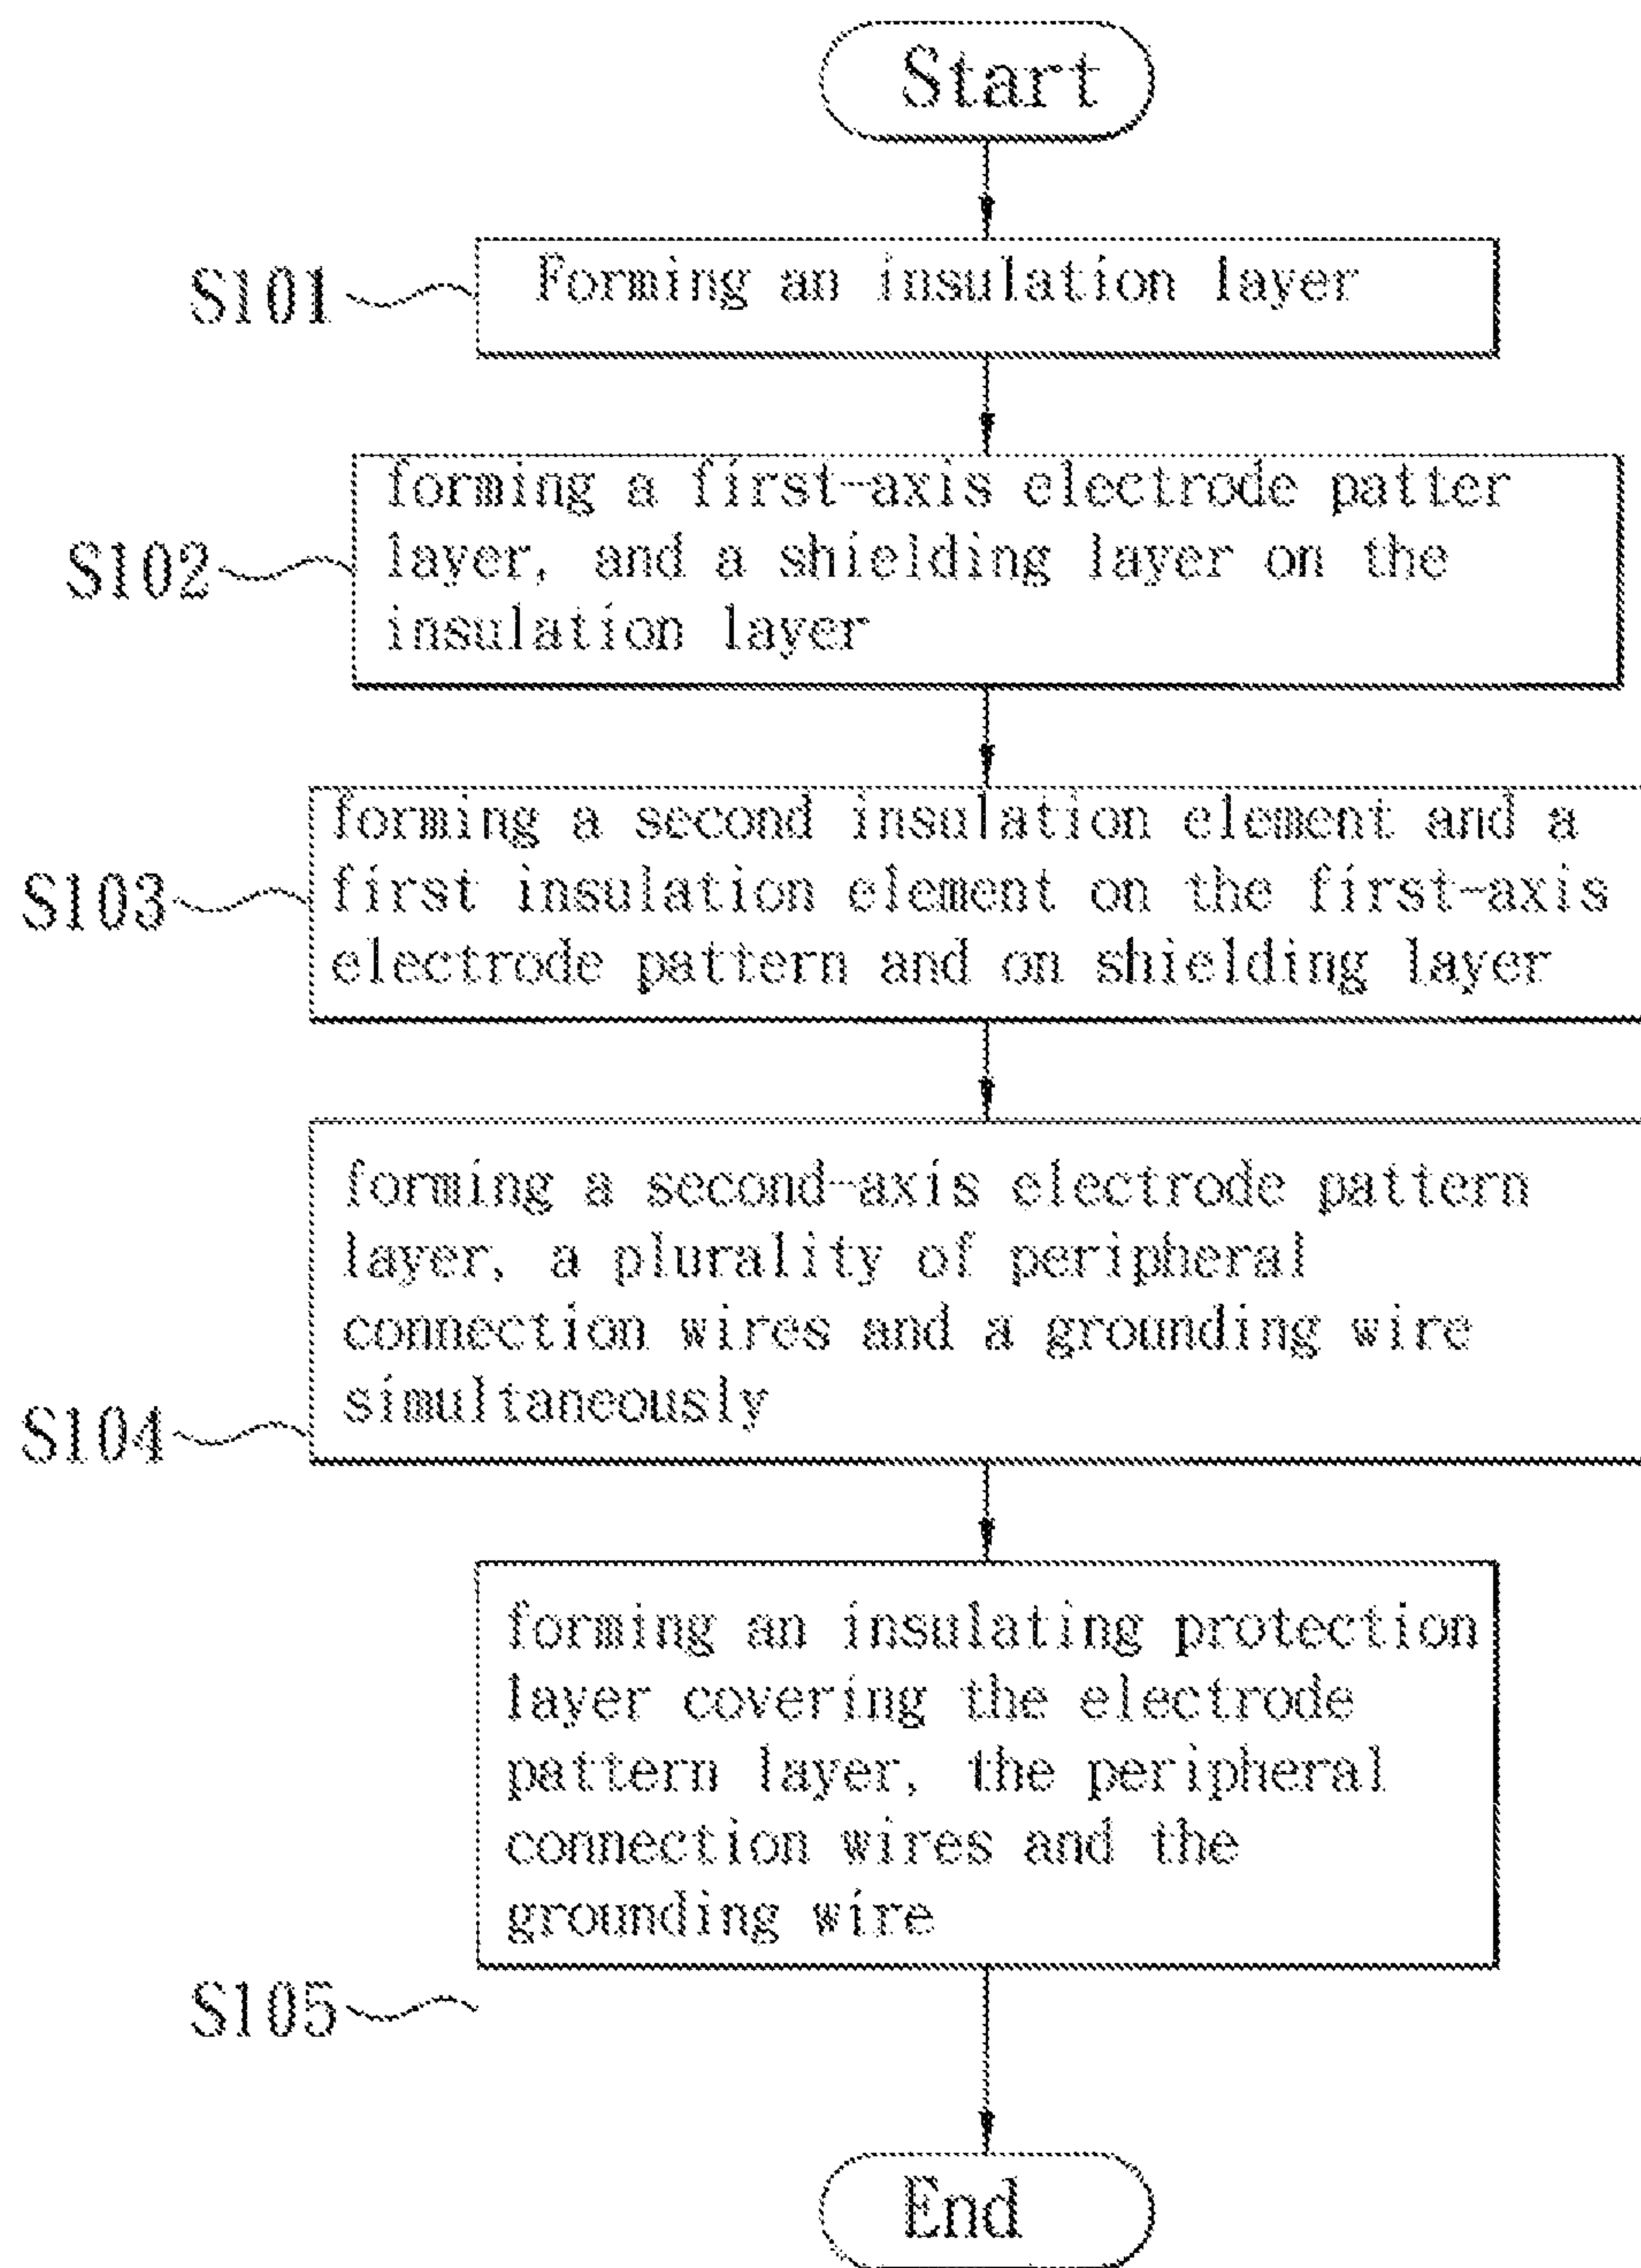 Start
S101
Forming an insulation layer
S102
forming a first-axis electrode patter
layer, and a shielding layer on the
insulation layer
S103
forming a second insulation element and a
first insulation element on the first-axis
electrode pattern and on shielding layer
forming a second-axis electrode pattern
layer, a plurality of peripheral
connection wires and a grounding wire
simultaneously
S104
forming an insulating protection
layer covering the electrode
pattern layer, the peripheral
connection wires and the
grounding wire
S105
End